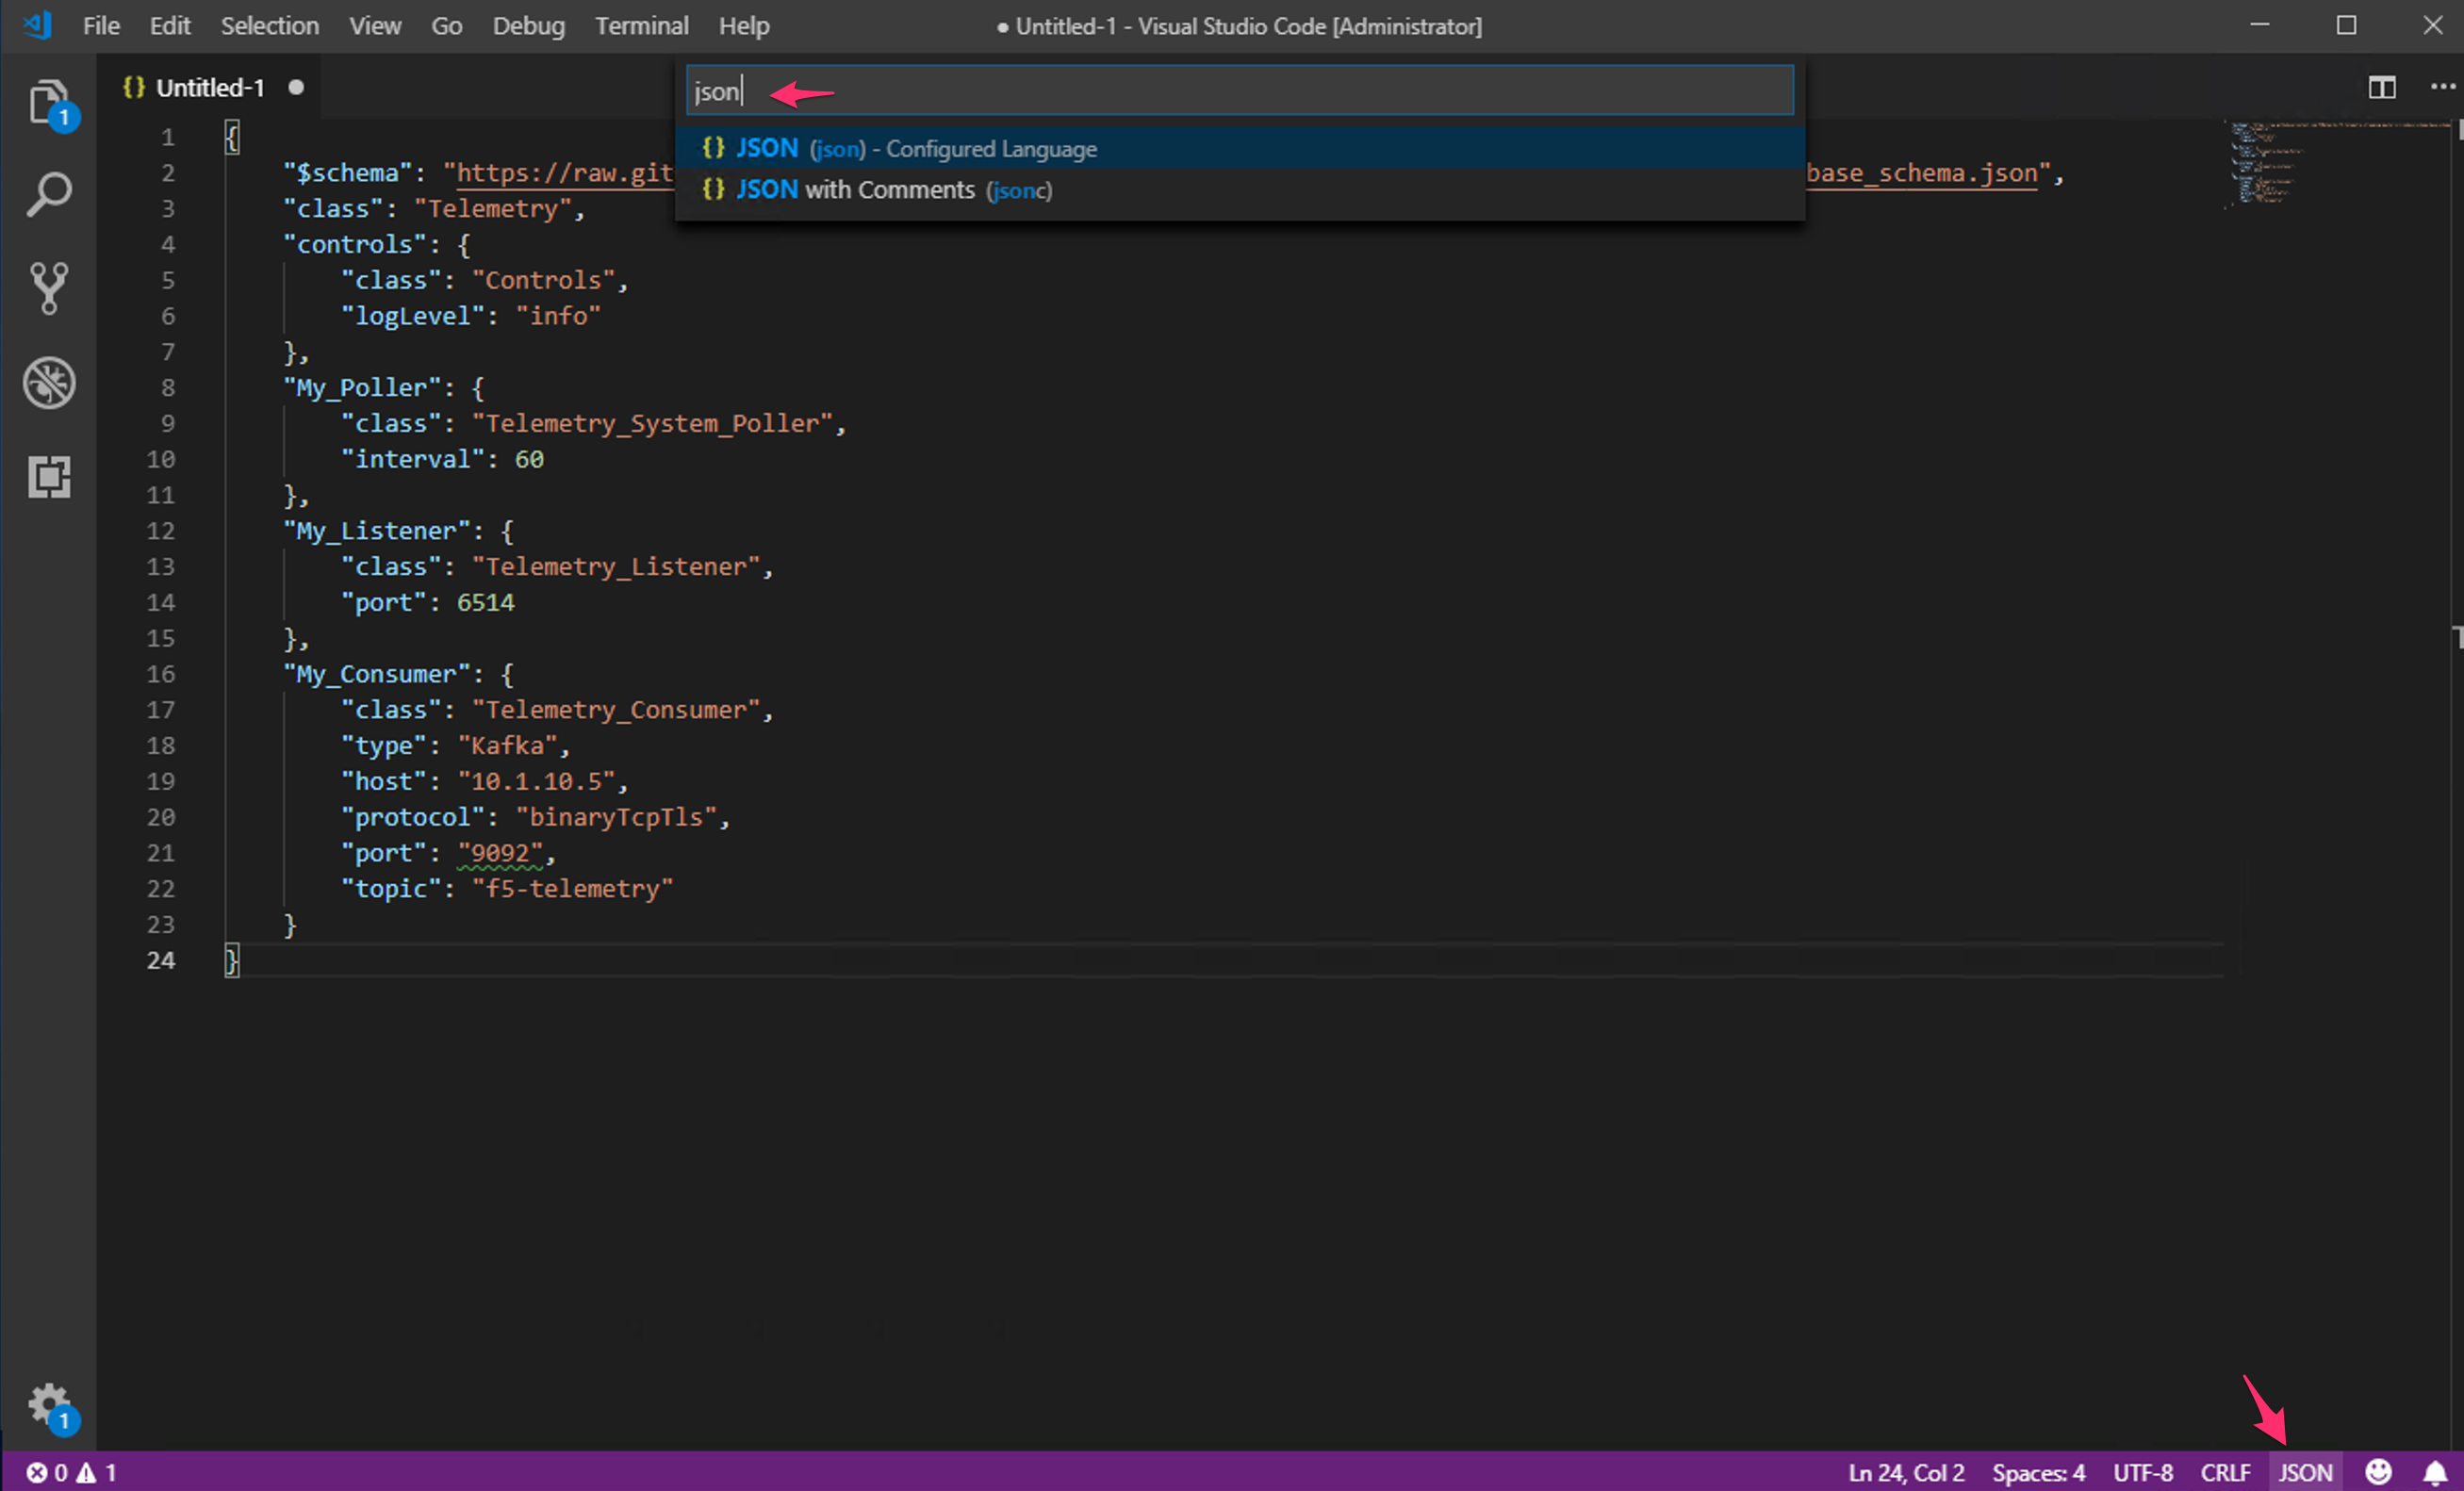 File Edit Selection View Go Debug Terminal Help ● Untitled-1 - Visual Studio Code [Administrator]
{} Untitled-1 ●
json
{} JSON (json) - Configured Language
{} JSON with Comments (jsonc)
1 {
2 "$schema": "https://raw.git base_schema.json",
3 "class": "Telemetry",
4 "controls": {
5 "class": "Controls",
6 "logLevel": "info"
7 },
8 "My_Poller": {
9 "class": "Telemetry_System_Poller",
10 "interval": 60
11 },
12 "My_Listener": {
13 "class": "Telemetry_Listener",
14 "port": 6514
15 },
16 "My_Consumer": {
17 "class": "Telemetry_Consumer",
18 "type": "Kafka",
19 "host": "10.1.10.5",
20 "protocol": "binaryTcpTls",
21 "port": "9092",
22 "topic": "f5-telemetry"
23 }
24 }
1
1
0 1 Ln 24, Col 2 Spaces: 4 UTF-8 CRLF JSON